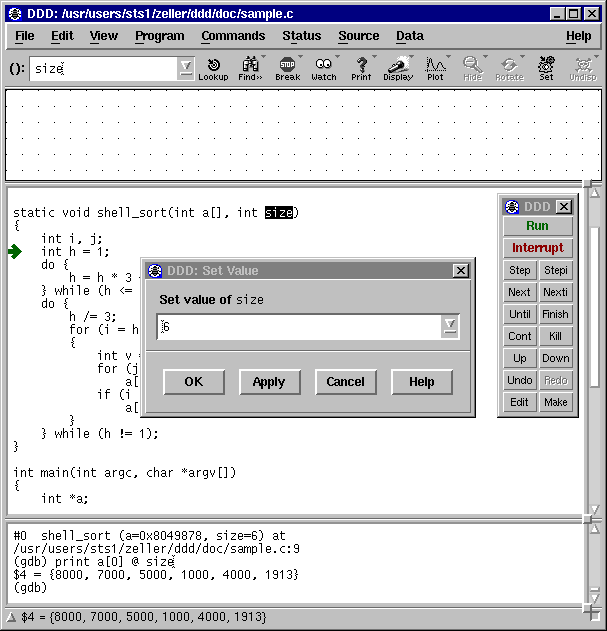 DDD: /usr/users/sts1/zeller/ddd/doc/sample.c
File Edit View Program Commands Status Source Data Help
(): size
Lookup Find» Break Watch Print Display Plot Hide Rotate Set Undisp
static void shell_sort(int a[], int size)
{
    int i, j;
    int h = 1;
    do {
        h = h * 3
    } while (h <=
    do {
        h /= 3;
        for (i = h
        {
            int v =
            for (j
                a[
            if (i
                a[
        }
    } while (h != 1);
}
int main(int argc, char *argv[])
{
    int *a;
DDD: Set Value
Set value of size
6
OK Apply Cancel Help
DDD
Run
Interrupt
Step Stepi
Next Nexti
Until Finish
Cont Kill
Up Down
Undo Redo
Edit Make
#0  shell_sort (a=0x8049878, size=6) at
/usr/users/sts1/zeller/ddd/doc/sample.c:9
(gdb) print a[0] @ size
$4 = {8000, 7000, 5000, 1000, 4000, 1913}
(gdb)
$4 = {8000, 7000, 5000, 1000, 4000, 1913}